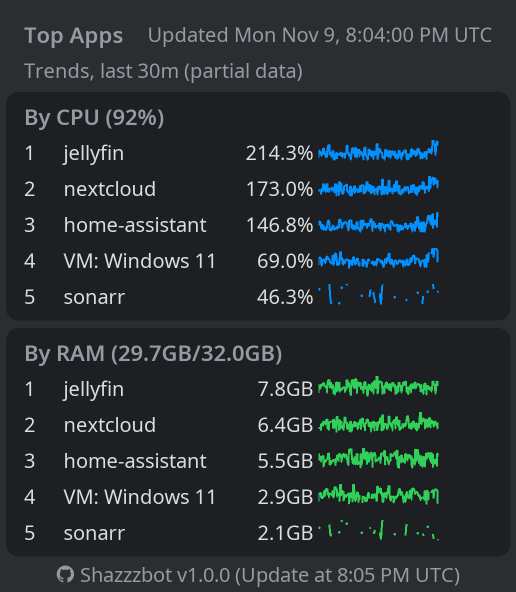 Top Apps Updated Mon Nov 9, 8:04:00 PM UTC
Trends, last 30m (partial data)
By CPU (92%)
1 jellyfin 214.3%
2 nextcloud 173.0%
3 home-assistant 146.8%
4 VM: Windows 11 69.0%
5 sonarr 46.3%
By RAM (29.7GB/32.0GB)
1 jellyfin 7.8GB
2 nextcloud 6.4GB
3 home-assistant 5.5GB
4 VM: Windows 11 2.9GB
5 sonarr 2.1GB
Shazzzbot v1.0.0 (Update at 8:05 PM UTC)